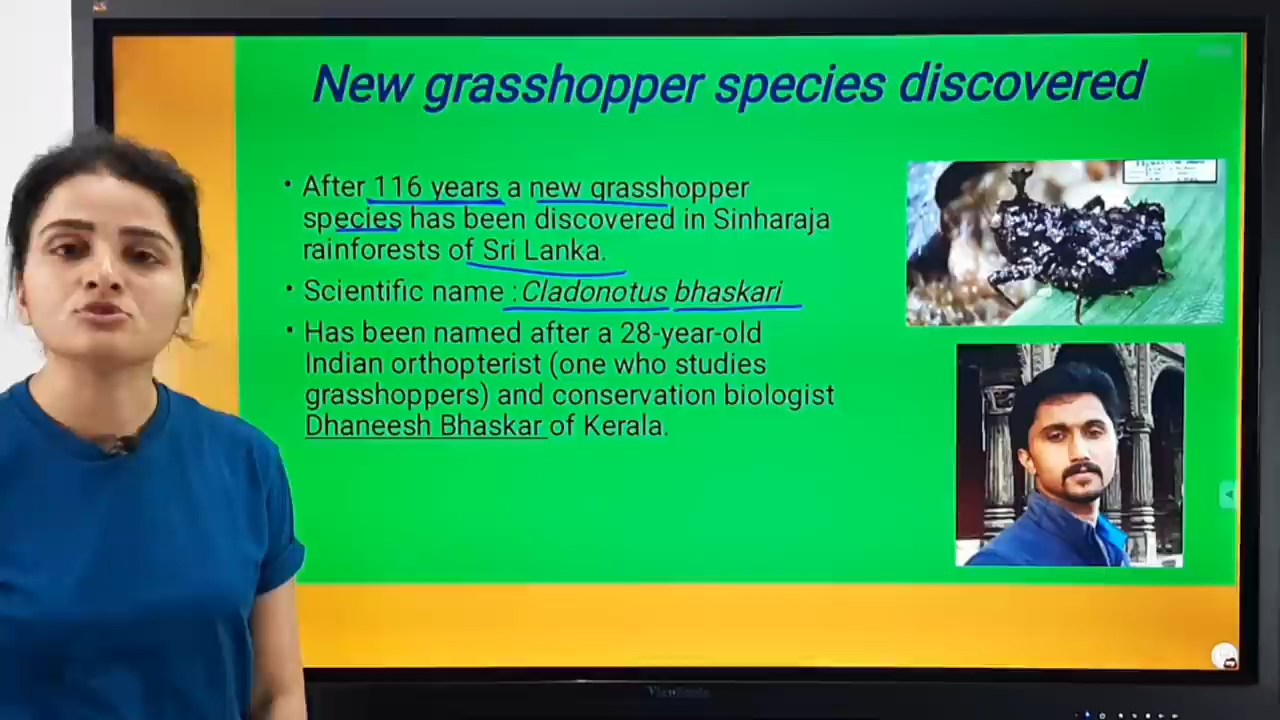 New grasshopper species discovered
• After 116 years a new grasshopper
species has been discovered in Sinharaja
rainforests of Sri Lanka.
• Scientific name : Cladonotus bhaskari
• Has been named after a 28-year-old
Indian orthopterist (one who studies
grasshoppers) and conservation biologist
Dhaneesh Bhaskar of Kerala.
ViewSonic